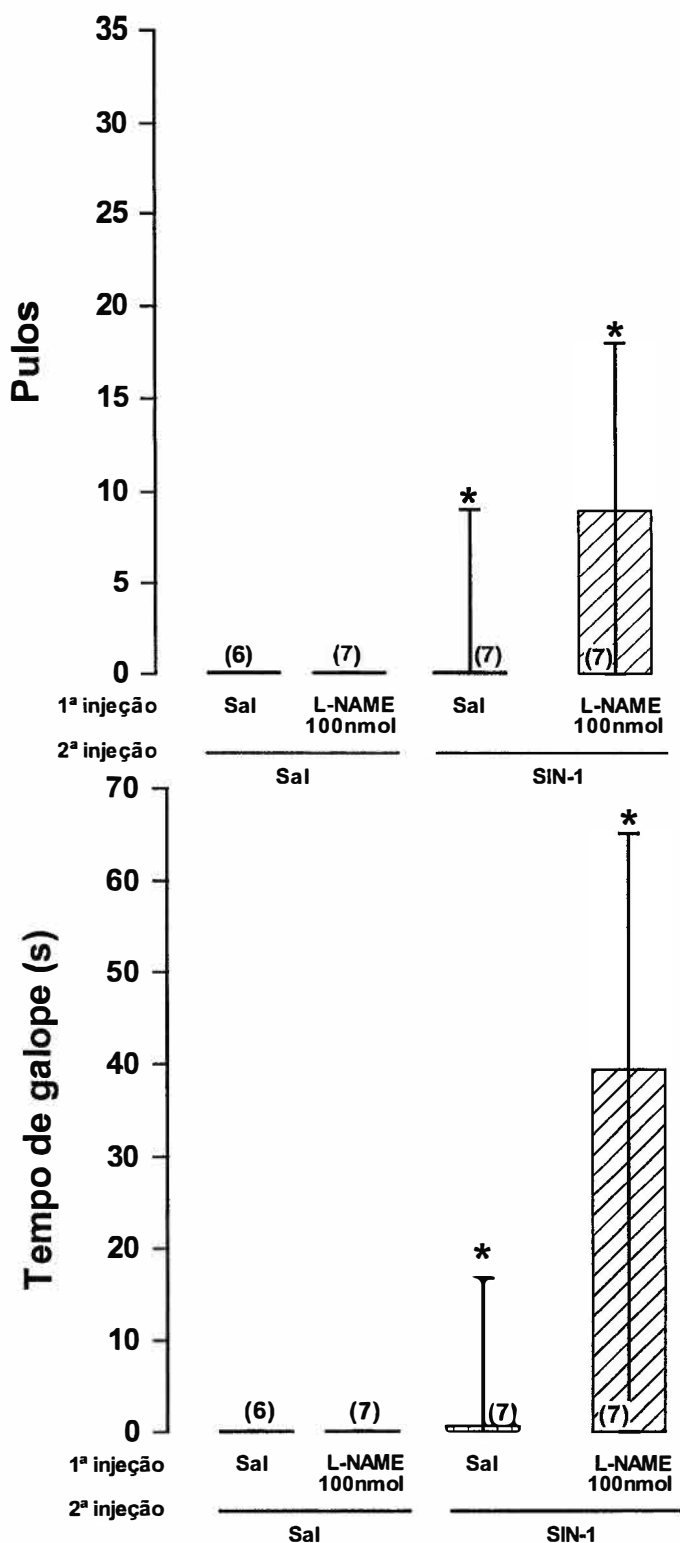 35
30
25
20
15
10
5
0
Pulos
*
*
(6) (7) (7) (7)
1ª injeção Sal L-NAME 100nmol Sal L-NAME 100nmol
2ª injeção
Sal SIN-1
70
60
50
40
30
20
10
0
Tempo de galope (s)
*
*
(6) (7) (7) (7)
1ª injeção Sal L-NAME 100nmol Sal L-NAME 100nmol
2ª injeção
Sal SIN-1